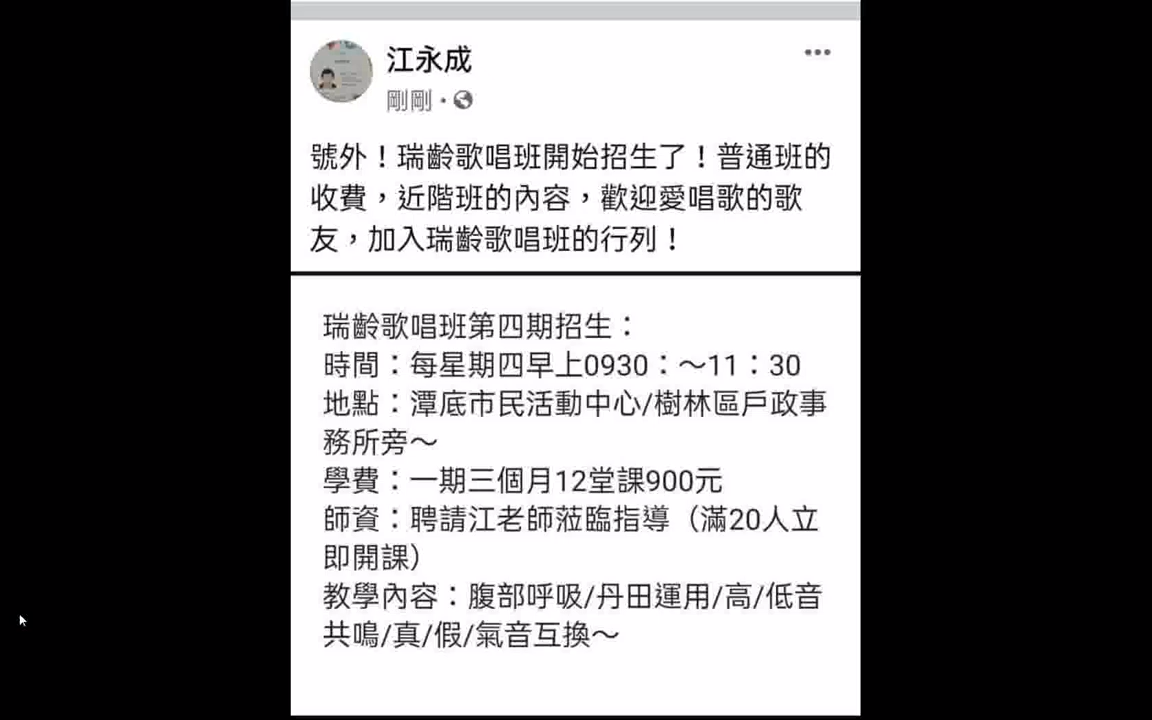 江永成
剛剛・
號外！瑞齡歌唱班開始招生了！普通班的
收費，近階班的內容，歡迎愛唱歌的歌
友，加入瑞齡歌唱班的行列！
瑞齡歌唱班第四期招生：
時間：每星期四早上0930：～11：30
地點：潭底市民活動中心/樹林區戶政事
務所旁～
學費：一期三個月12堂課900元
師資：聘請江老師蒞臨指導（滿20人立
即開課）
教學內容：腹部呼吸/丹田運用/高/低音
共鳴/真/假/氣音互換～